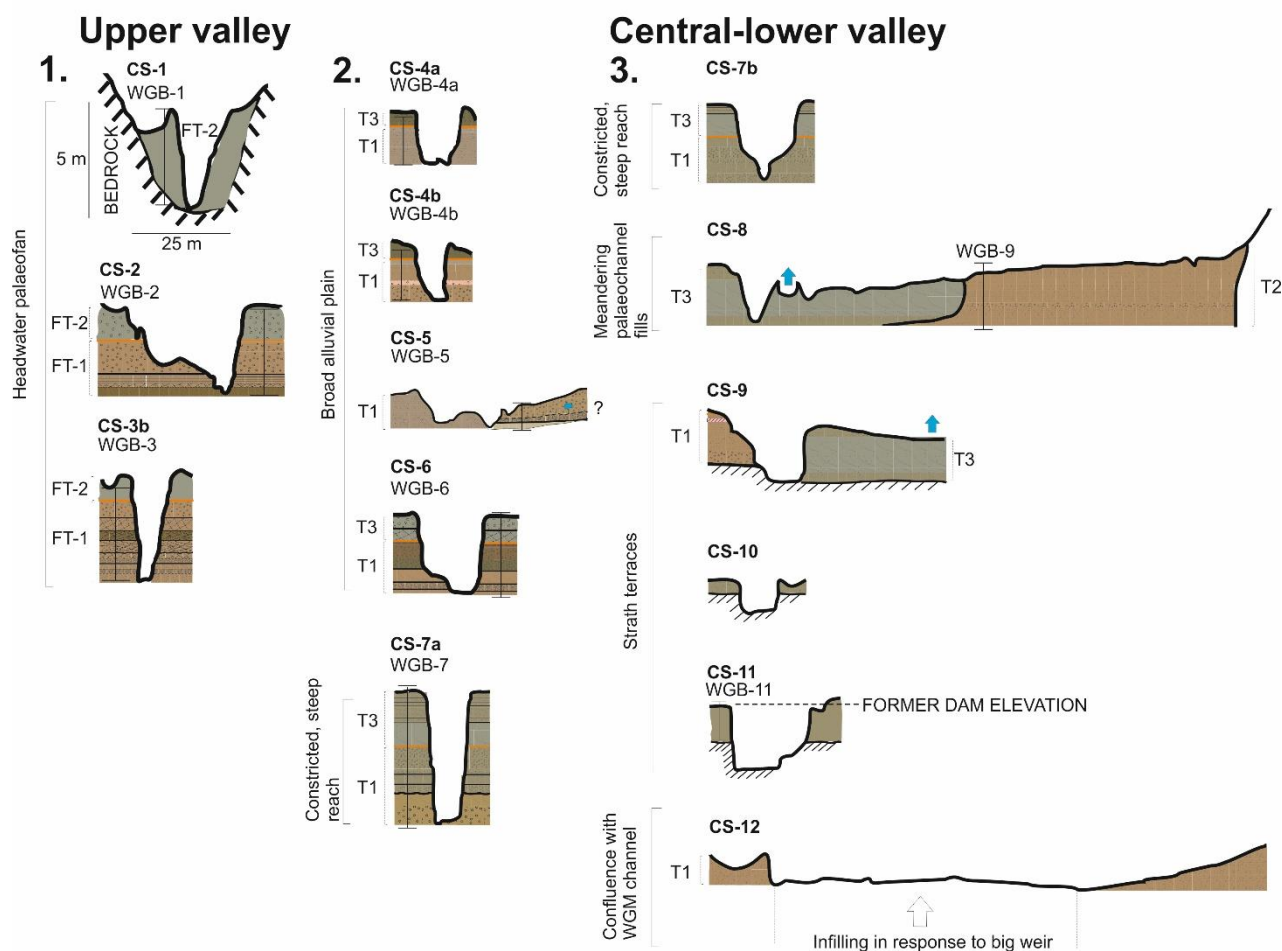 Upper valley
Central-lower valley
1.
CS-1
WGB-1
FT-2
5 m
BEDROCK
25 m
Headwater palaeofan
CS-2
WGB-2
FT-2
FT-1
CS-3b
WGB-3
FT-2
FT-1
2.
CS-4a
WGB-4a
T3
T1
Broad alluvial plain
CS-4b
WGB-4b
T3
T1
CS-5
WGB-5
T1
?
CS-6
WGB-6
T3
T1
CS-7a
WGB-7
Constricted, steep
reach
T3
T1
3.
CS-7b
Constricted,
steep reach
T3
T1
CS-8
Meandering
palaeochannel
fills
T3
WGB-9
T2
CS-9
Strath terraces
T1
T3
CS-10
CS-11
WGB-11
FORMER DAM ELEVATION
CS-12
Confluence with
WGM channel
T1
Infilling in response to big weir